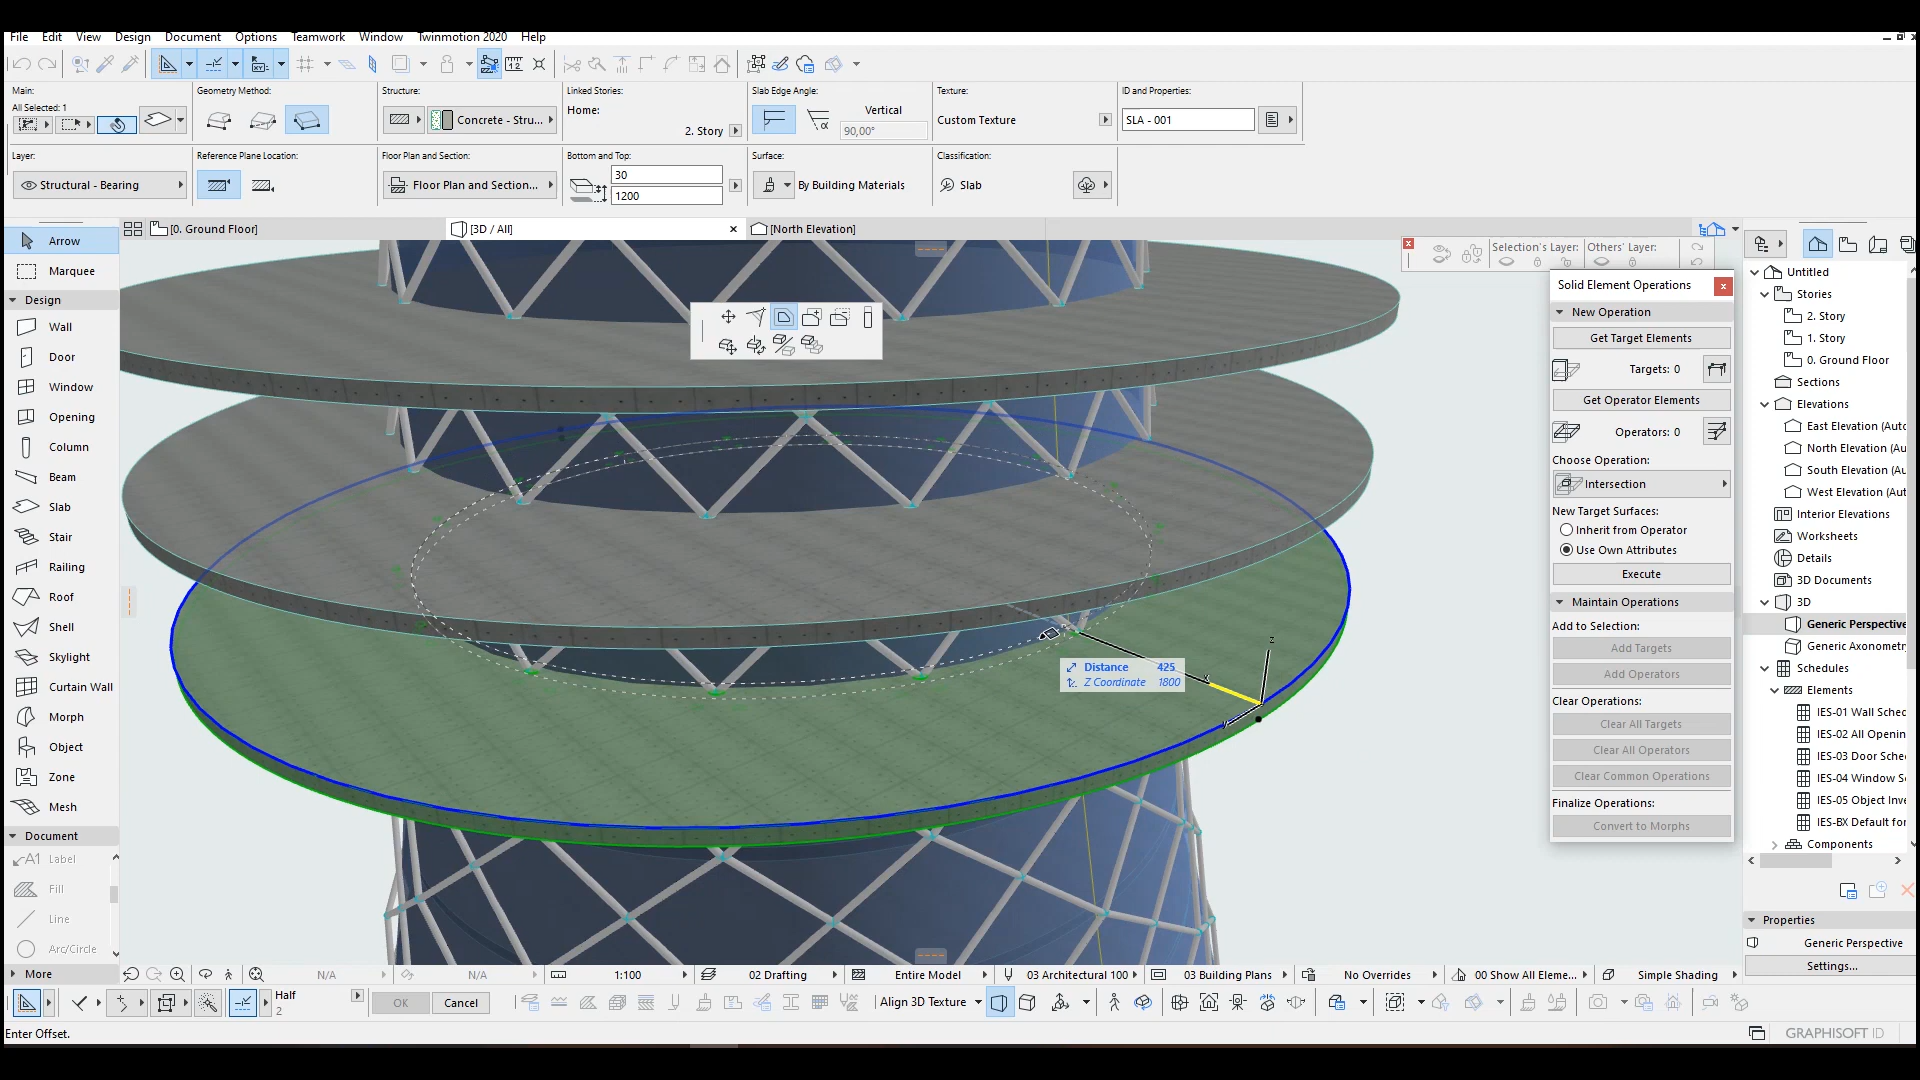 File Edit View Design Document Options Teamwork Window Twinmotion 2020 Help
Main:
All Selected: 1
Geometry Method:
Structure:
Concrete - Stru...
Linked Stories:
Home:
2. Story
Slab Edge Angle:
Vertical
90,00°
Texture:
Custom Texture
ID and Properties:
SLA - 001
Layer:
Structural - Bearing
Reference Plane Location:
Floor Plan and Section:
Floor Plan and Section...
Bottom and Top:
30
1200
Surface:
By Building Materials
Classification:
Slab
[0. Ground Floor]
[3D / All]
[North Elevation]
Arrow
Marquee
Design
Wall
Door
Window
Opening
Column
Beam
Slab
Stair
Railing
Roof
Shell
Skylight
Curtain Wall
Morph
Object
Zone
Mesh
Document
A1 Label
Fill
Line
Arc/Circle
More
Distance 425
Z Coordinate 1800
x
y
z
Selection's Layer:
Others' Layer:
Solid Element Operations
New Operation
Get Target Elements
Targets: 0
Get Operator Elements
Operators: 0
Choose Operation:
Intersection
New Target Surfaces:
Inherit from Operator
Use Own Attributes
Execute
Maintain Operations
Add to Selection:
Add Targets
Add Operators
Clear Operations:
Clear All Targets
Clear All Operators
Clear Common Operations
Finalize Operations:
Convert to Morphs
Untitled
Stories
2. Story
1. Story
0. Ground Floor
Sections
Elevations
East Elevation (Auto
North Elevation (Au
South Elevation (Au
West Elevation (Aut
Interior Elevations
Worksheets
Details
3D Documents
3D
Generic Perspective
Generic Axonometr
Schedules
Elements
IES-01 Wall Sched
IES-02 All Openin
IES-03 Door Sche
IES-04 Window S
IES-05 Object Inve
IES-BX Default for
Components
Properties
Generic Perspective
Settings...
N/A
N/A
1:100
02 Drafting
Entire Model
03 Architectural 100
03 Building Plans
No Overrides
00 Show All Eleme...
Simple Shading
Half
2
OK
Cancel
Align 3D Texture
Enter Offset.
GRAPHISOFT ID